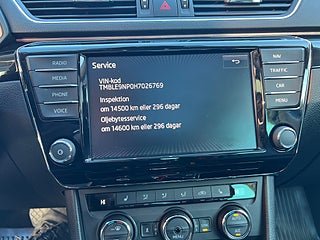 RADIO
MEDIA
PHONE
VOICE
Service
VIN-kod
TMBLE9NP0H7026769
Inspektion
om 14500 km eller 296 dagar
Oljebytesservice
om 14600 km eller 296 dagar
NAV
TRAFFIC
CAR
MENU
MENU